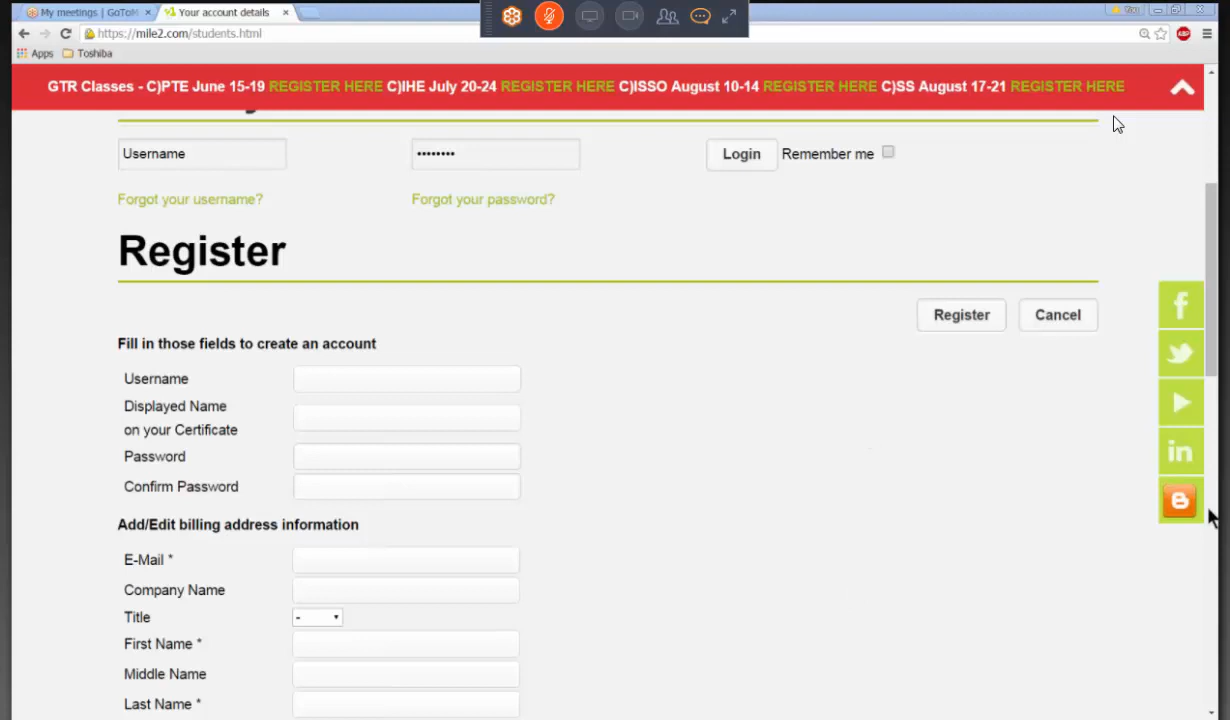 My meetings | GoToM
Your account details
You
https://mile2.com/students.html
ABP
Apps
Toshiba
GTR Classes - C)PTE June 15-19 REGISTER HERE C)IHE July 20-24 REGISTER HERE C)ISSO August 10-14 REGISTER HERE C)SS August 17-21 REGISTER HERE
Username
••••••••
Login
Remember me
Forgot your username?
Forgot your password?
Register
Register
Cancel
Fill in those fields to create an account
Username
Displayed Name
on your Certificate
Password
Confirm Password
Add/Edit billing address information
E-Mail *
Company Name
Title
-
First Name *
Middle Name
Last Name *
f
in
B